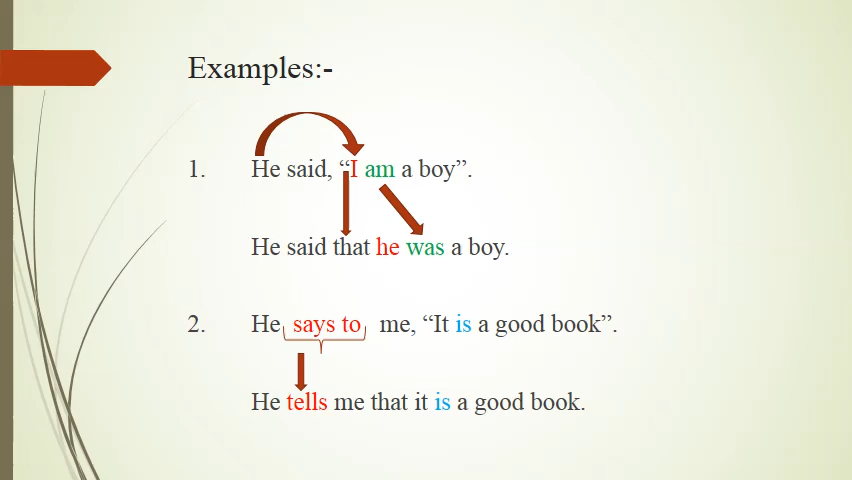 Examples:-
1. He said, “I am a boy”.
He said that he was a boy.
2. He says to me, “It is a good book”.
He tells me that it is a good book.